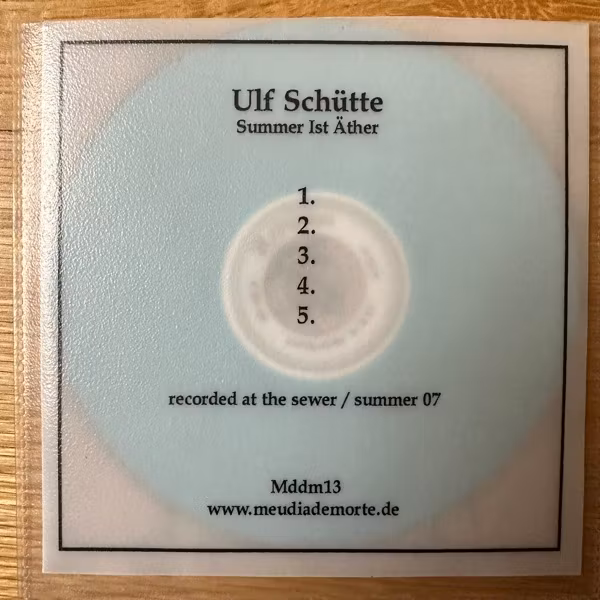 Ulf Schütte
Summer Ist Äther
1.
2.
3.
4.
5.
recorded at the sewer / summer 07
Mddm13
www.meudiademorte.de